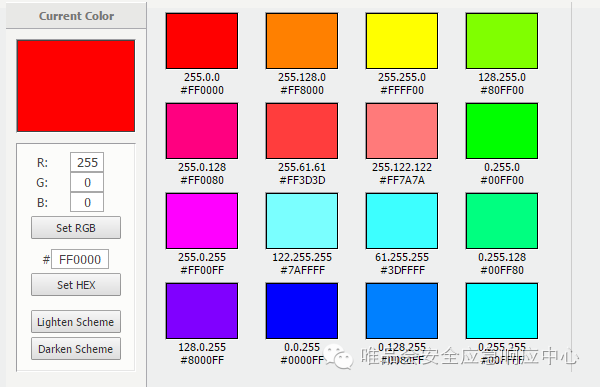 Current Color
R: 255
G: 0
B: 0
Set RGB
# FF0000
Set HEX
Lighten Scheme
Darken Scheme
255.0.0
#FF0000
255.128.0
#FF8000
255.255.0
#FFFF00
128.255.0
#80FF00
255.0.128
#FF0080
255.61.61
#FF3D3D
255.122.122
#FF7A7A
0.255.0
#00FF00
255.0.255
#FF00FF
122.255.255
#7AFFFF
61.255.255
#3DFFFF
0.255.128
#00FF80
128.0.255
#8000FF
0.0.255
#0000FF
0.128.255
#0080FF
0.255.255
#00FFFF
唯品会安全应急响应中心